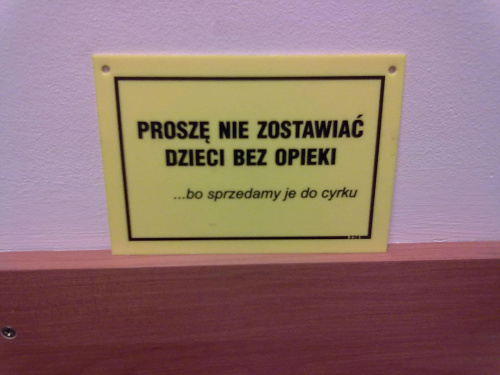 PROSZĘ NIE ZOSTAWIAĆ
DZIECI BEZ OPIEKI
...bo sprzedamy je do cyrku